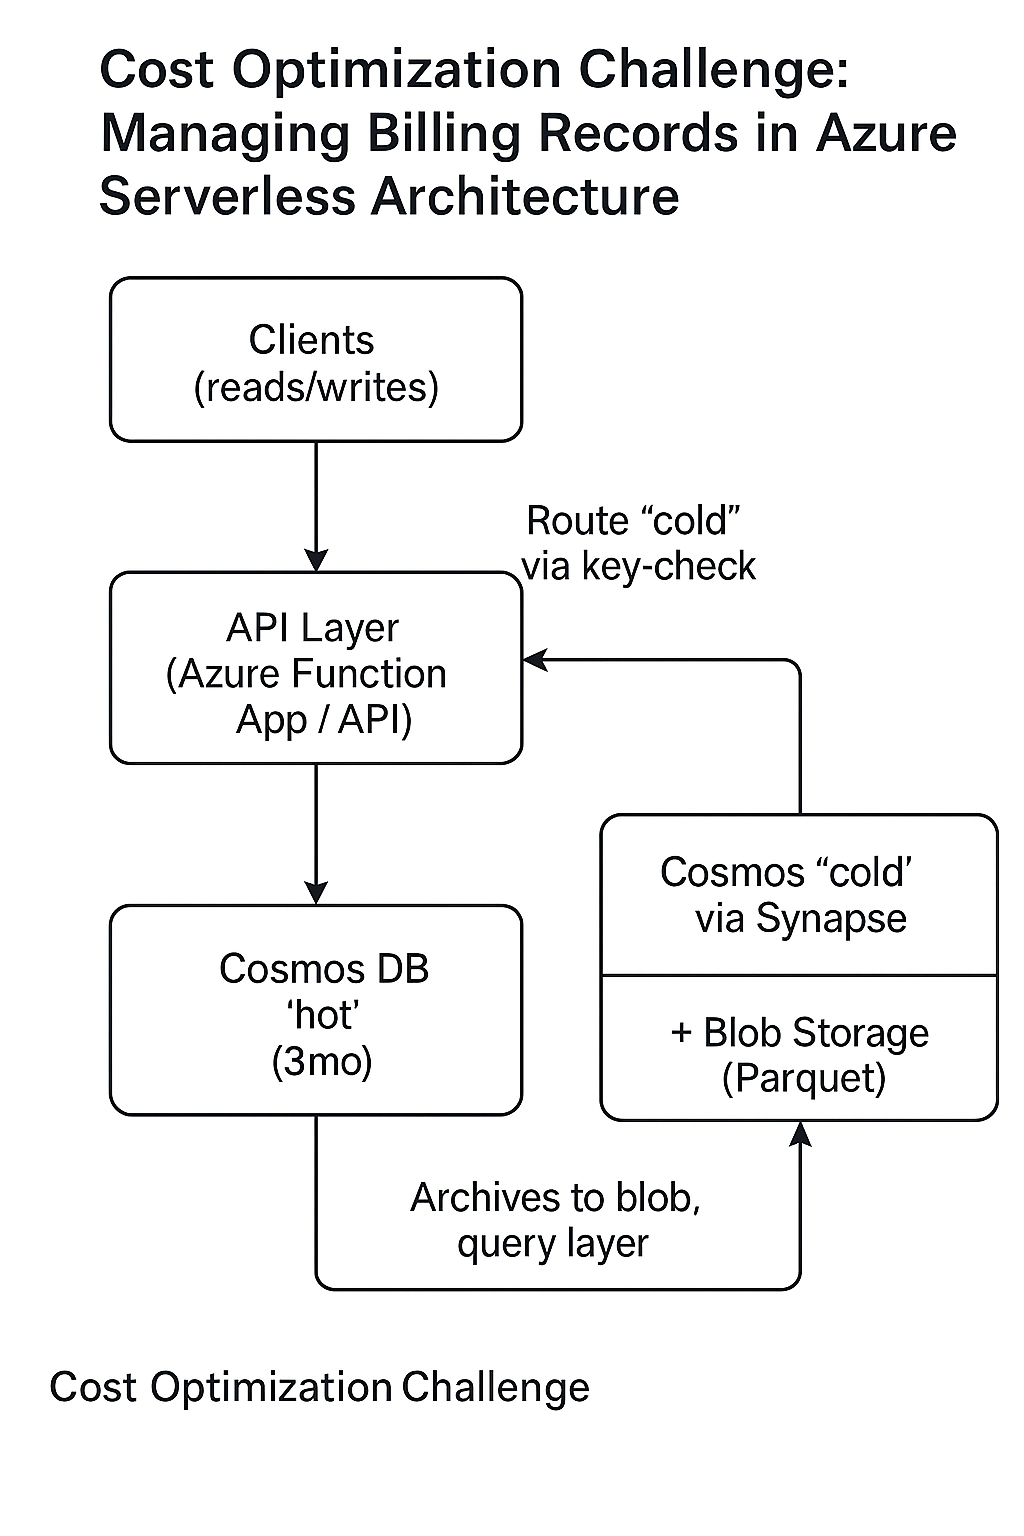 Cost Optimization Challenge:
Managing Billing Records in Azure
Serverless Architecture
Clients
(reads/writes)
Route “cold”
via key-check
API Layer
(Azure Function
App / API)
Cosmos “cold’
via Synapse
Cosmos DB
‘hot’
(3mo)
+ Blob Storage
(Parquet)
Archives to blob,
query layer
Cost Optimization Challenge